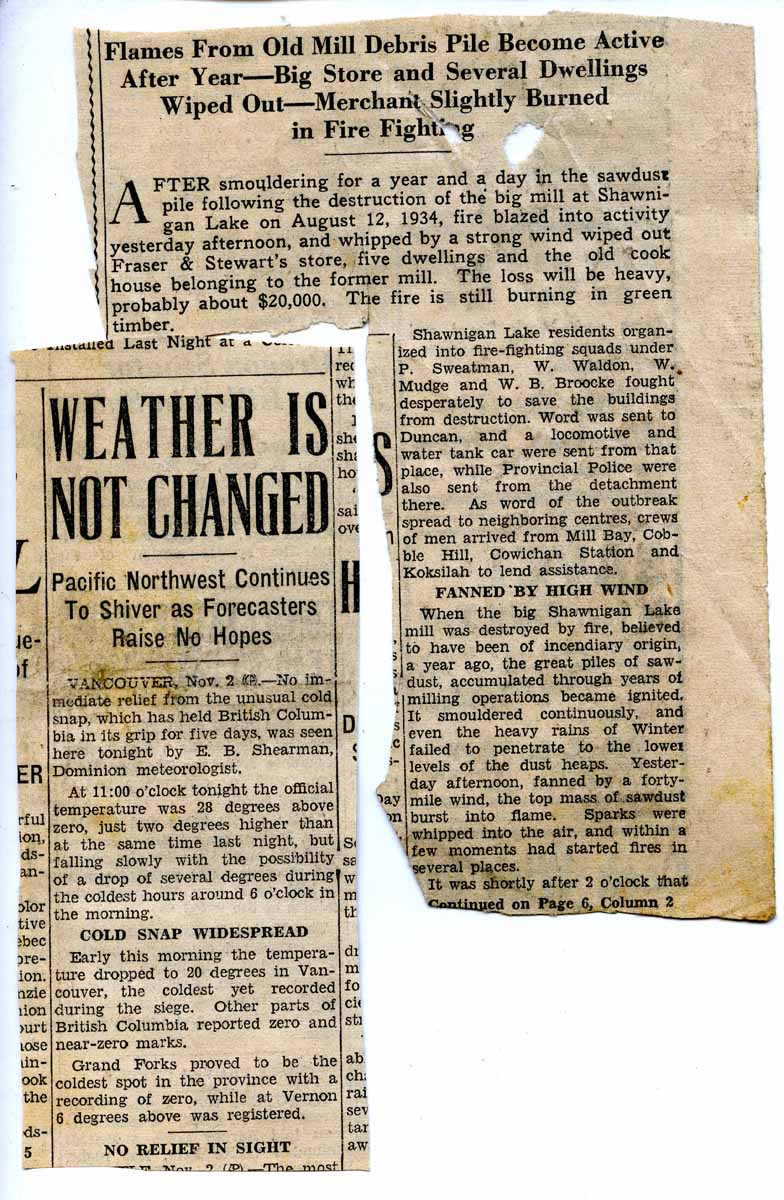 Flames From Old Mill Debris Pile Become Active
After Year—Big Store and Several Dwellings
Wiped Out—Merchant Slightly Burned
in Fire Fighting
AFTER smouldering for a year and a day in the sawdust
pile following the destruction of the big mill at Shawni-
gan Lake on August 12, 1934, fire blazed into activity
yesterday afternoon, and whipped by a strong wind wiped out
Fraser & Stewart's store, five dwellings and the old cook
house belonging to the former mill. The loss will be heavy,
probably about $20,000. The fire is still burning in green
timber.
Shawnigan Lake residents organ-
ized into fire-fighting squads under
P. Sweatman, W. Waldon, W.
Mudge and W. B. Broocke fought
desperately to save the buildings
from destruction. Word was sent to
Duncan, and a locomotive and
water tank car were sent from that
place, while Provincial Police were
also sent from the detachment
there. As word of the outbreak
spread to neighboring centres, crews
of men arrived from Mill Bay, Cob-
ble Hill, Cowichan Station and
Koksilah to lend assistance.
FANNED BY HIGH WIND
When the big Shawnigan Lake
mill was destroyed by fire, believed
to have been of incendiary origin,
a year ago, the great piles of saw-
dust, accumulated through years of
milling operations became ignited.
It smouldered continuously, and
even the heavy rains of Winter
failed to penetrate to the lower
levels of the dust heaps. Yester-
day afternoon, fanned by a forty-
mile wind, the top mass of sawdust
burst into flame. Sparks were
whipped into the air, and within a
few moments had started fires in
several places.
It was shortly after 2 o'clock that
Continued on Page 6, Column 2
Installed Last Night at a
WEATHER IS
NOT CHANGED
Pacific Northwest Continues
To Shiver as Forecasters
Raise No Hopes
VANCOUVER, Nov. 2 (CP).—No im-
mediate relief from the unusual cold
snap, which has held British Colum-
bia in its grip for five days, was seen
here tonight by E. B. Shearman,
Dominion meteorologist.
At 11:00 o'clock tonight the official
temperature was 28 degrees above
zero, just two degrees higher than
at the same time last night, but
falling slowly with the possibility
of a drop of several degrees during
the coldest hours around 6 o'clock in
the morning.
COLD SNAP WIDESPREAD
Early this morning the tempera-
ture dropped to 20 degrees in Van-
couver, the coldest yet recorded
during the siege. Other parts of
British Columbia reported zero and
near-zero marks.
Grand Forks proved to be the
coldest spot in the province with a
recording of zero, while at Vernon
6 degrees above was registered.
NO RELIEF IN SIGHT
Nov. 2 (AP)—The most